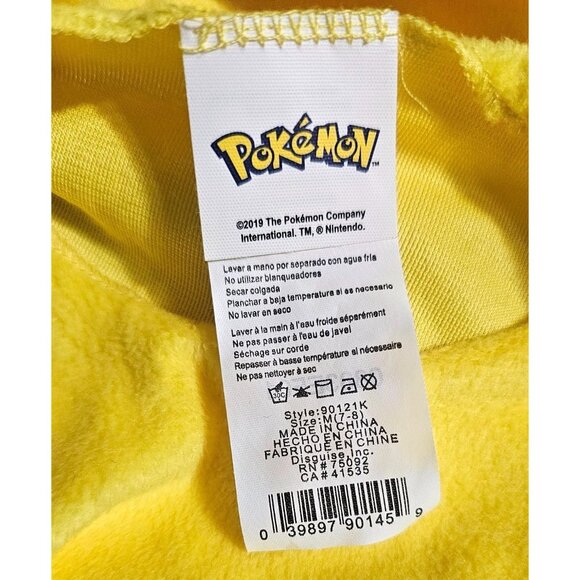 POKéMON™
©2019 The Pokémon Company
International. TM, ® Nintendo.
Lavar a mano por separado con agua fría
No utilizar blanqueadores
Secar colgada
Planchar a baja temperatura si es necesario
No lavar en seco
Laver à la main à l'eau froide séparément
Ne pas passer à l'eau de javel
Séchage sur corde
Repasser à basse température si nécessaire
Ne pas nettoyer à sec
30C
Style:90121K
Size:M(7-8)
MADE IN CHINA
HECHO EN CHINA
FABRIQUE EN CHINE
Disguise,Inc.
RN# 75092
CA# 41535
0 39897 90145 9